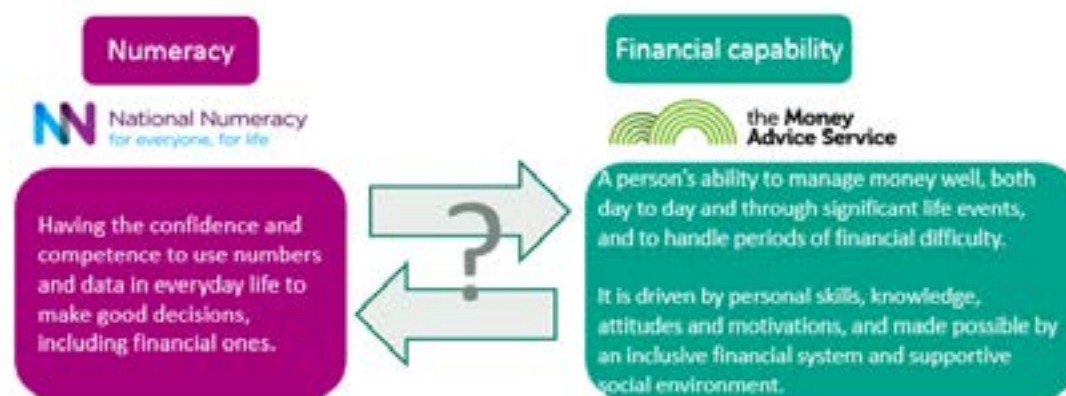 Numeracy
NN National Numeracy
for everyone, for life
Having the confidence and
competence to use numbers
and data in everyday life to
make good decisions,
including financial ones.
?
Financial capability
the Money
Advice Service
A person's ability to manage money well, both
day to day and through significant life events,
and to handle periods of financial difficulty.
It is driven by personal skills, knowledge,
attitudes and motivations, and made possible by
an inclusive financial system and supportive
social environment.